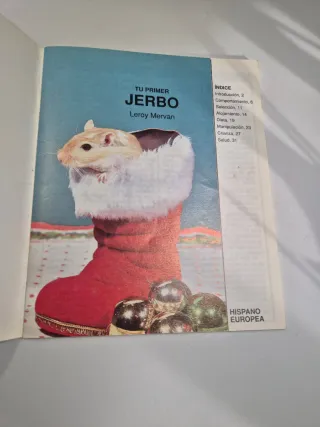 TU PRIMER
JERBO
Leroy Mervan
ÍNDICE
Introducción, 2
Comportamiento, 6
Selección, 11
Alojamiento, 14
Dieta, 19
Manipulación, 23
Crianza, 27
Salud, 31
HISPANO
EUROPEA